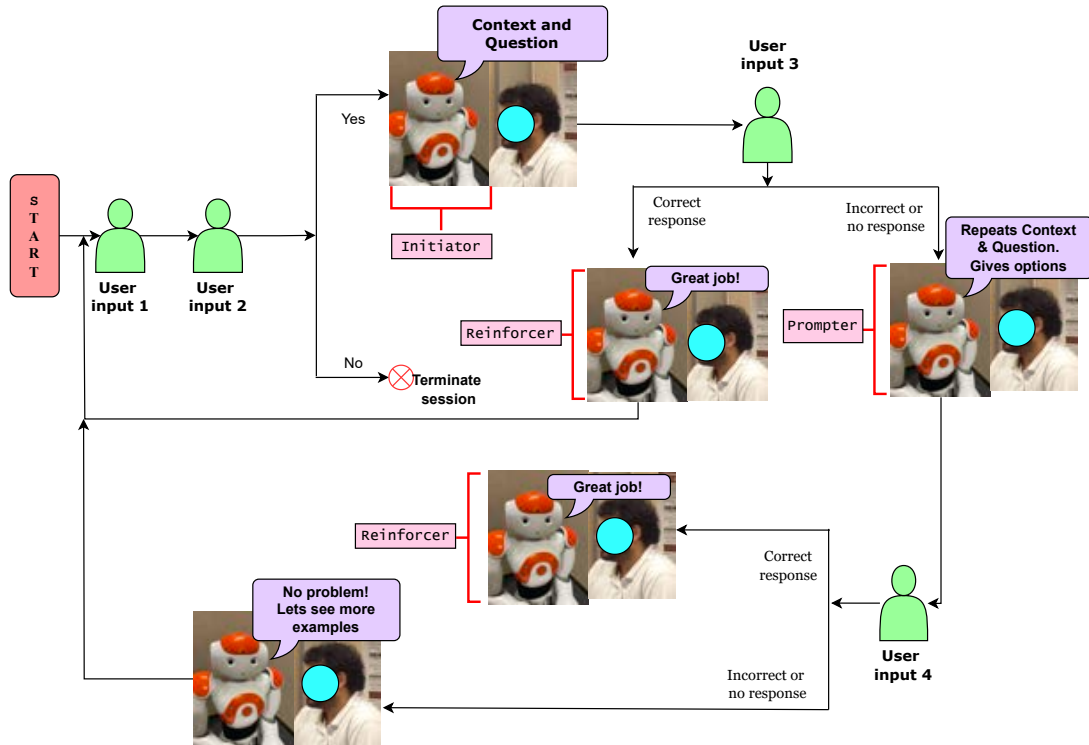 Context and
Question
User
input 3
Yes
START
Initiator
Correct
response
Incorrect or
no response
Repeats Context
& Question.
Gives options
User
input 1
User
input 2
Great job!
Reinforcer
Prompter
No
Terminate
session
Great job!
Reinforcer
Correct
response
No problem!
Lets see more
examples
User
input 4
Incorrect or
no response